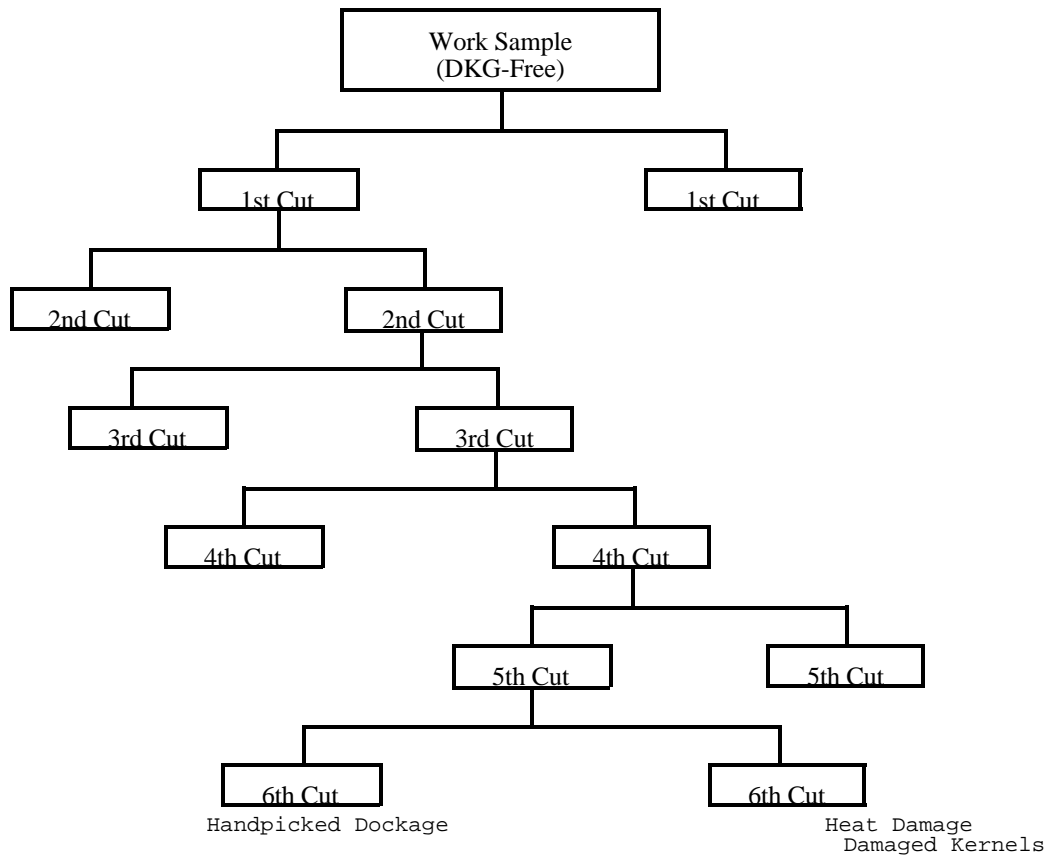 Work Sample
(DKG-Free)
1st Cut
1st Cut
2nd Cut
2nd Cut
3rd Cut
3rd Cut
4th Cut
4th Cut
5th Cut
5th Cut
6th Cut
6th Cut
Handpicked Dockage
Heat Damage
Damaged Kernels